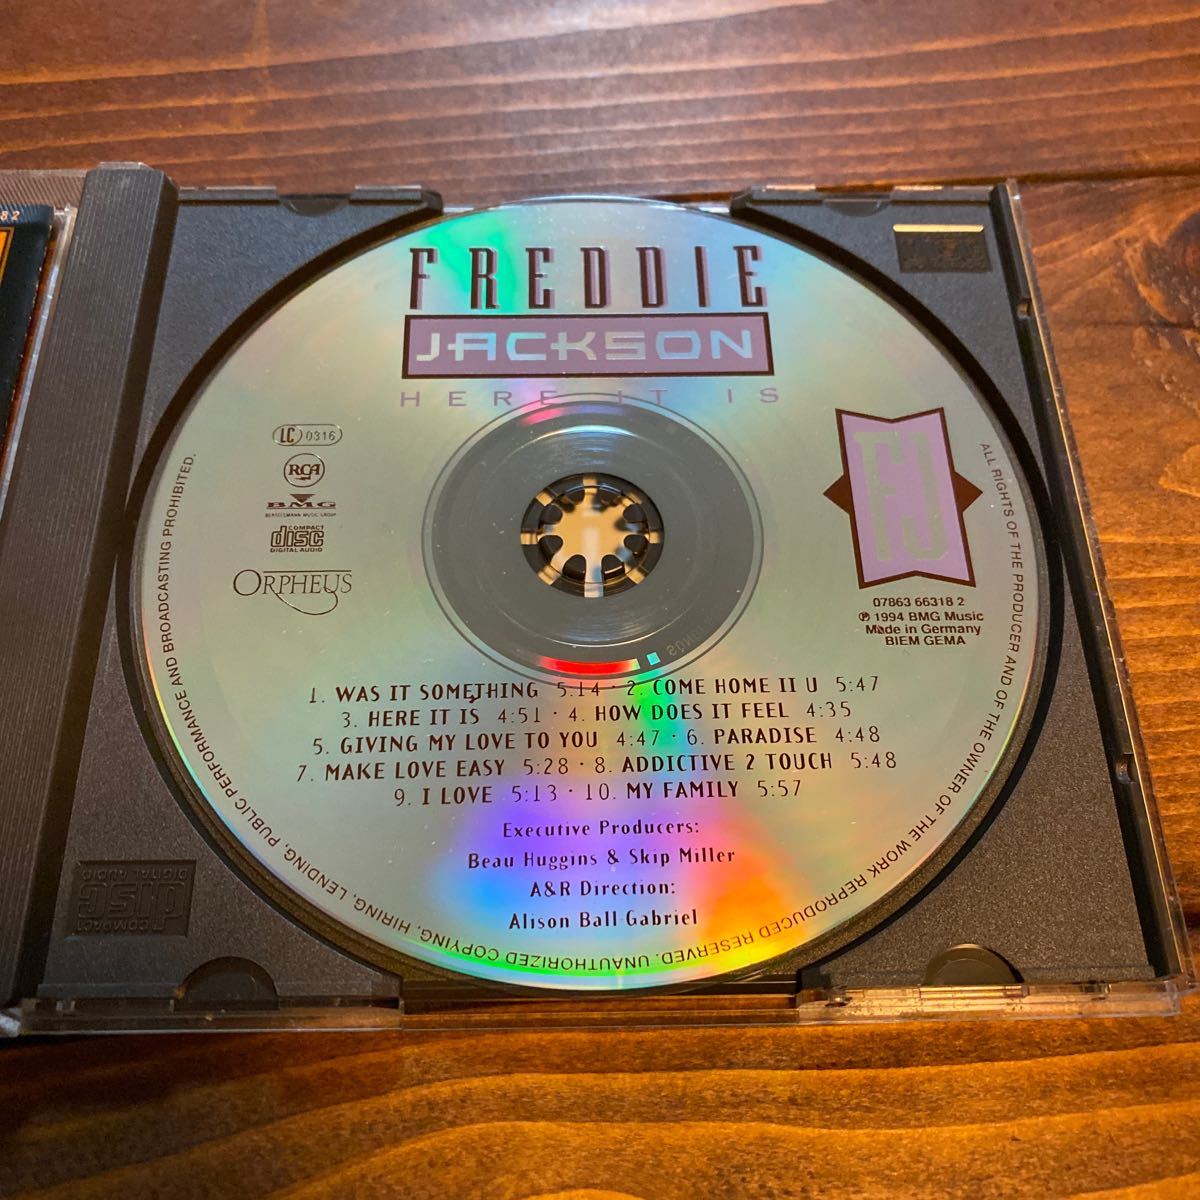 FREDDIE
JACKSON
HERE IT IS
LC 0316
RCA
BMG
BERTELSMANN MUSIC GROUP
COMPACT
disc
DIGITAL AUDIO
ORPHEUS
FJ
07863 66318 2
℗ 1994 BMG Music
Made in Germany
BIEM GEMA
1. WAS IT SOMETHING 5:14 · 2. COME HOME II U 5:47
3. HERE IT IS 4:51 · 4. HOW DOES IT FEEL 4:35
5. GIVING MY LOVE TO YOU 4:47 · 6. PARADISE 4:48
7. MAKE LOVE EASY 5:28 · 8. ADDICTIVE 2 TOUCH 5:48
9. I LOVE 5:13 · 10. MY FAMILY 5:57
Executive Producers:
Beau Huggins & Skip Miller
A&R Direction:
Alison Ball-Gabriel
ALL RIGHTS OF THE PRODUCER AND OF THE OWNER OF THE WORK REPRODUCED RESERVED. UNAUTHORIZED COPYING, HIRING, LENDING, PUBLIC PERFORMANCE AND BROADCASTING PROHIBITED.
COMPACT
disc
DIGITAL AUDIO
8 2